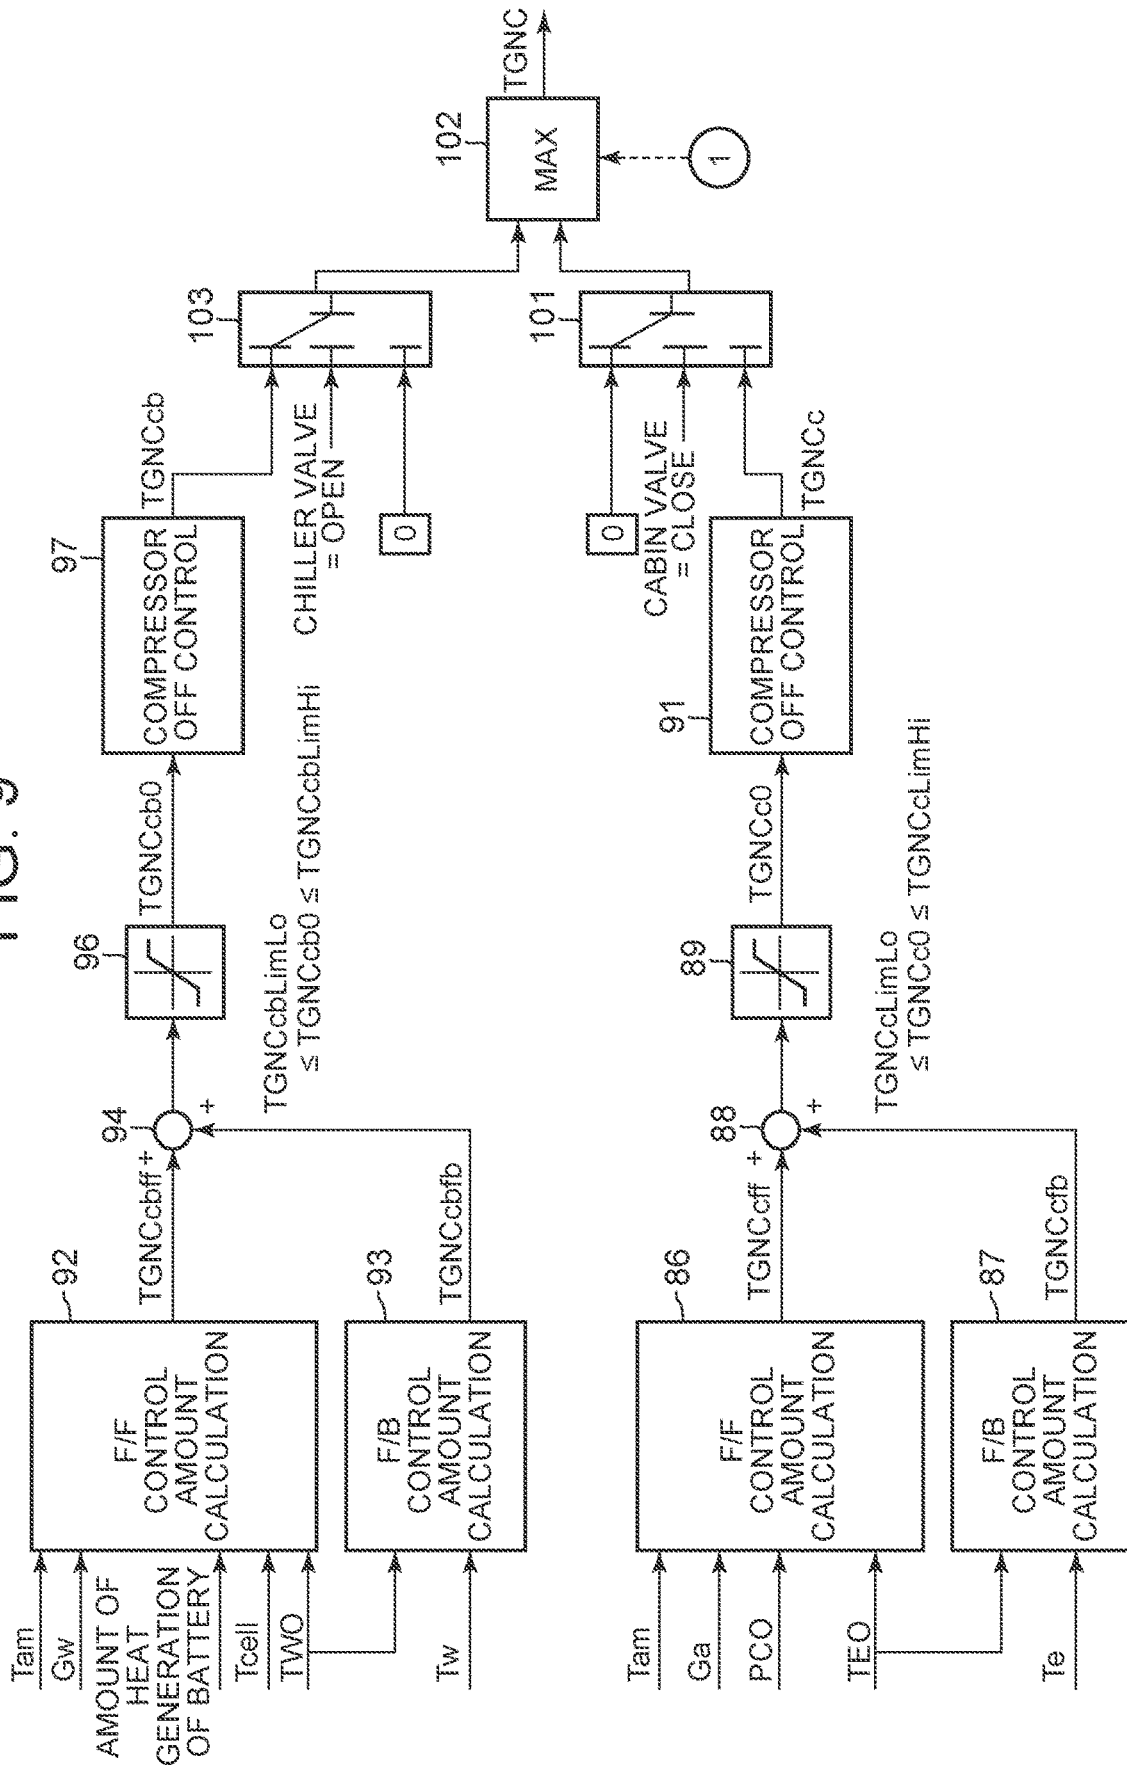 FIG. 9
Tam
Gw
AMOUNT OF
HEAT
GENERATION
OF BATTERY
Tcell
TWO
Tw
F/F
CONTROL
AMOUNT
CALCULATION
92
F/B
CONTROL
AMOUNT
CALCULATION
93
TGNCcbff
+
TGNCcbfb
+
94
96
TGNCcbLimLo
≤ TGNCcb0 ≤ TGNCcbLimHi
TGNCcb0
COMPRESSOR
OFF CONTROL
97
TGNCcb
CHILLER VALVE
= OPEN
0
103
Tam
Ga
PCO
TEO
Te
F/F
CONTROL
AMOUNT
CALCULATION
86
F/B
CONTROL
AMOUNT
CALCULATION
87
TGNCcff
+
TGNCcfb
+
88
89
TGNCcLimLo
≤ TGNCc0 ≤ TGNCcLimHi
TGNCc0
COMPRESSOR
OFF CONTROL
91
TGNCc
0
CABIN VALVE
= CLOSE
101
MAX
102
TGNC
1